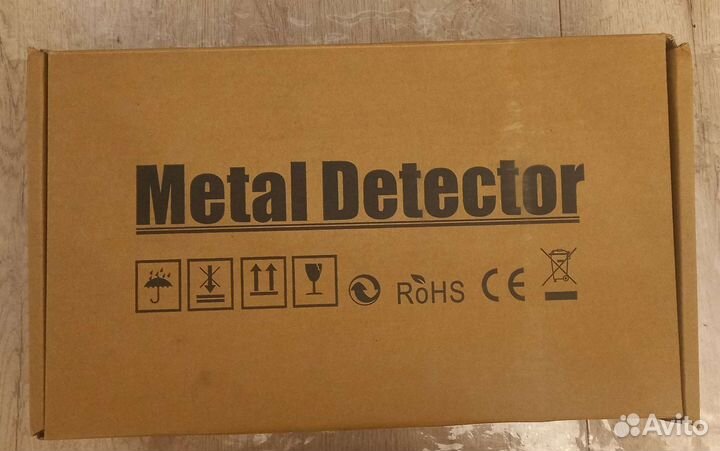 Metal Detector
RoHS CE
Avito